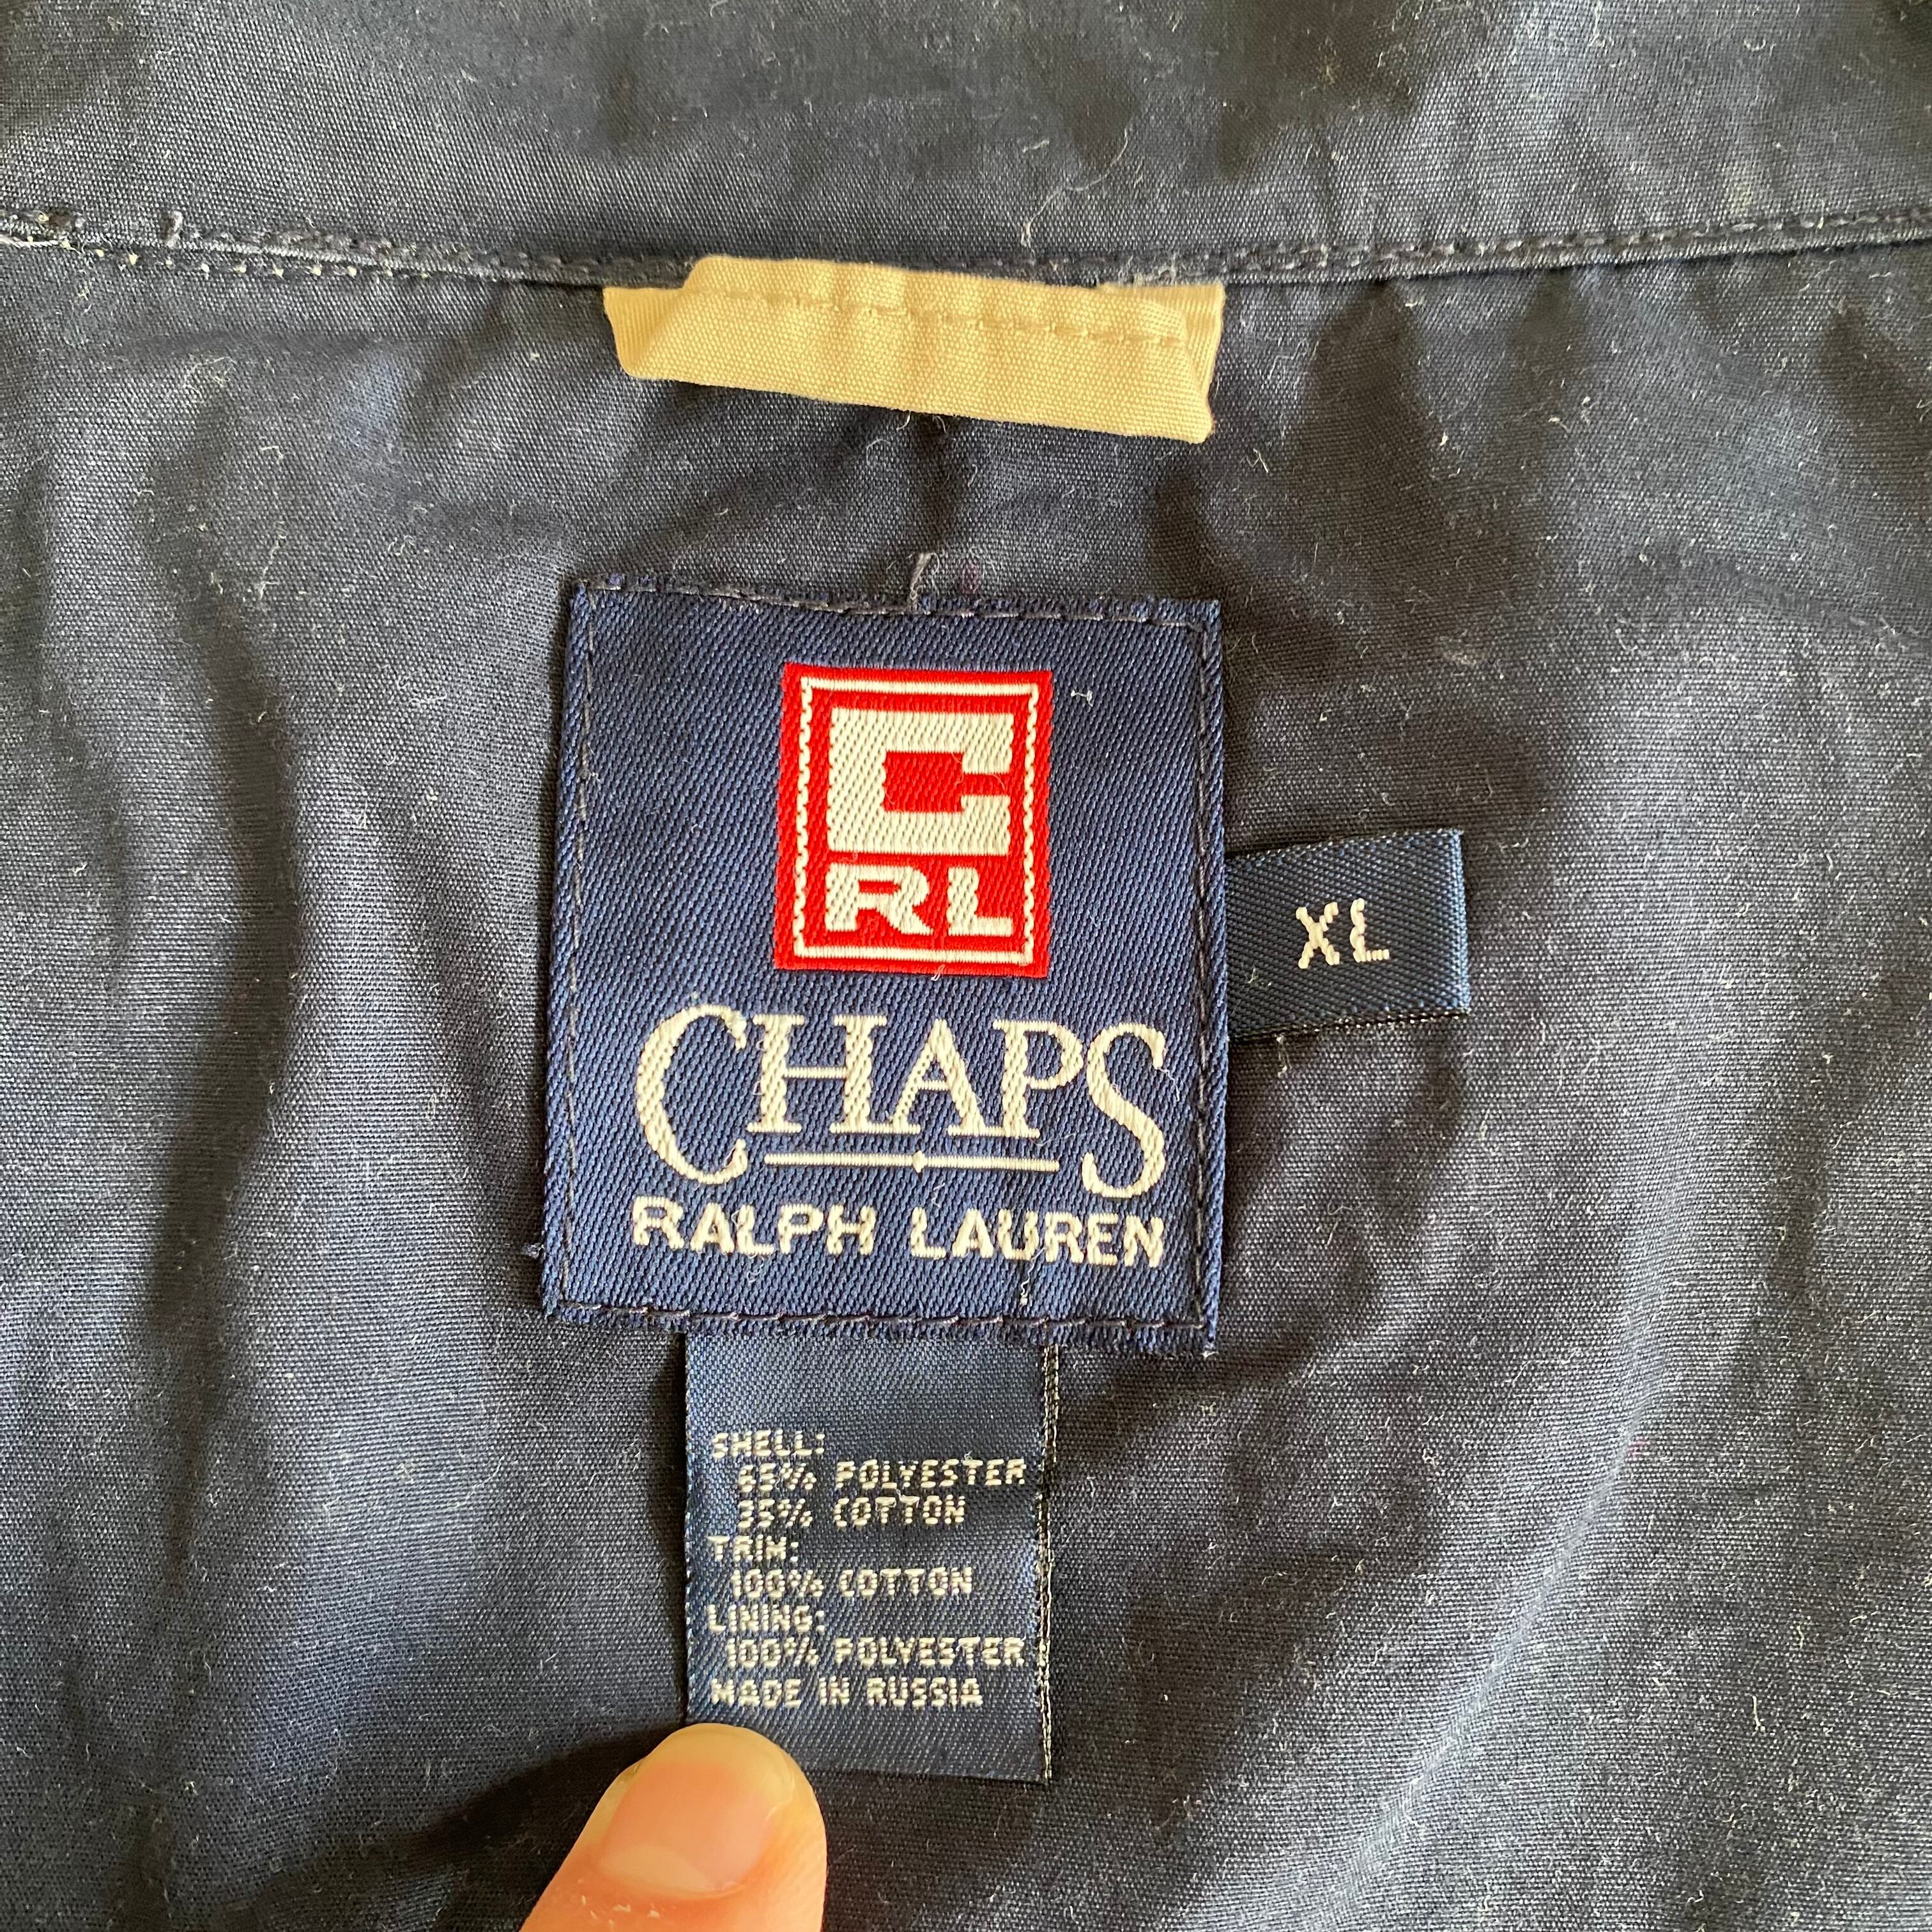 C
RL
CHAPS
RALPH LAUREN
XL
SHELL:
65% POLYESTER
35% COTTON
TRIM:
100% COTTON
LINING:
100% POLYESTER
MADE IN RUSSIA